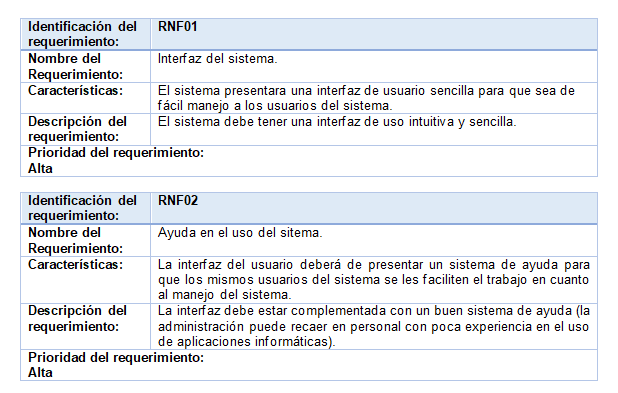 Identificación del RNF01
requerimiento:
Nombre del Interfaz del sistema.
Requerimiento:
Características: El sistema presentara una interfaz de usuario sencilla para que sea de
fácil manejo a los usuarios del sistema.
Descripción del El sistema debe tener una interfaz de uso intuitiva y sencilla.
requerimiento:
Prioridad del requerimiento:
Alta
Identificación del RNF02
requerimiento:
Nombre del Ayuda en el uso del sitema.
Requerimiento:
Características: La interfaz del usuario deberá de presentar un sistema de ayuda para
que los mismos usuarios del sistema se les faciliten el trabajo en cuanto
al manejo del sistema.
Descripción del La interfaz debe estar complementada con un buen sistema de ayuda (la
requerimiento: administración puede recaer en personal con poca experiencia en el uso
de aplicaciones informáticas).
Prioridad del requerimiento:
Alta